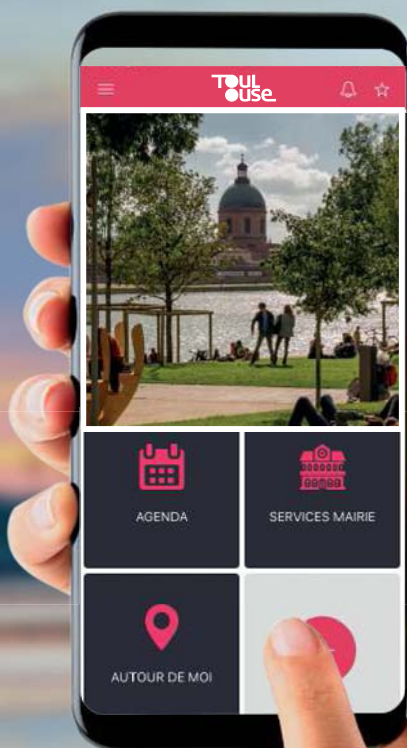 TOUL
OUSE
AGENDA
SERVICES MAIRIE
AUTOUR DE MOI